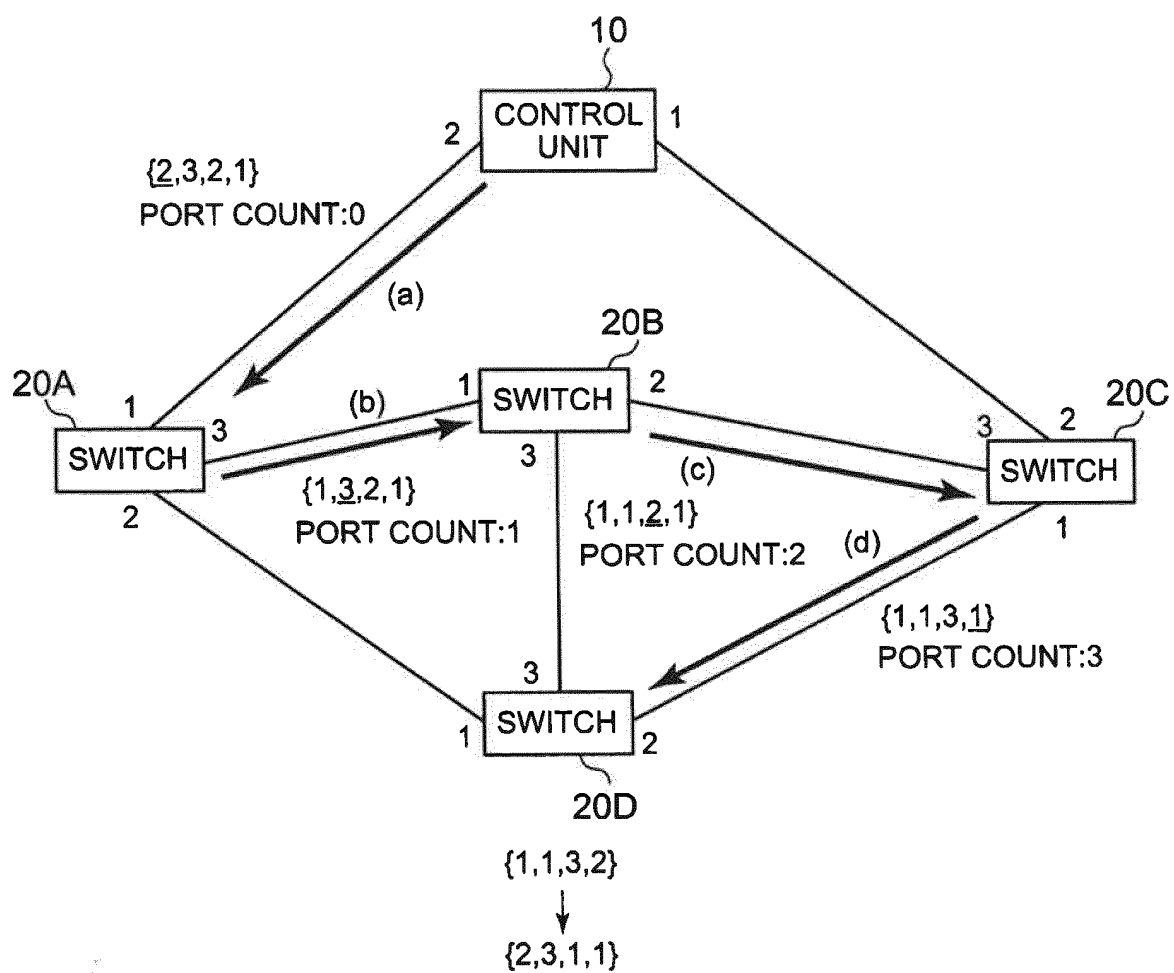 10
CONTROL
UNIT
2
1
{2,3,2,1}
PORT COUNT:0
(a)
20B
20A
1
3
SWITCH
2
(b)
1
SWITCH
2
3
20C
3
2
SWITCH
1
(c)
{1,3,2,1}
PORT COUNT:1
{1,1,2,1}
PORT COUNT:2
(d)
{1,1,3,1}
PORT COUNT:3
3
SWITCH
1
2
20D
{1,1,3,2}
{2,3,1,1}